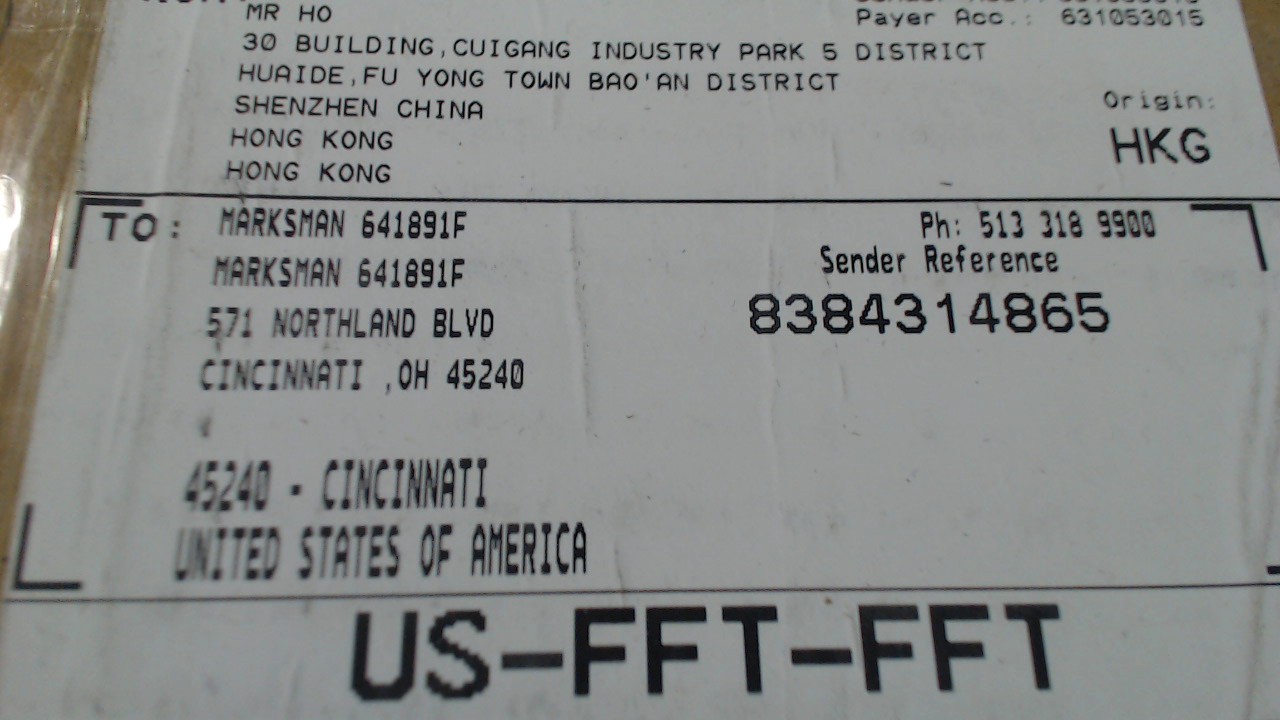 MR HO
Payer Acc.: 631053015
30 BUILDING,CUIGANG INDUSTRY PARK 5 DISTRICT
HUAIDE,FU YONG TOWN BAO'AN DISTRICT
SHENZHEN CHINA
Origin:
HONG KONG
HKG
HONG KONG
TO: MARKSMAN 641891F
Ph: 513 318 9900
MARKSMAN 641891F
Sender Reference
571 NORTHLAND BLVD
8384314865
CINCINNATI ,OH 45240
45240 - CINCINNATI
UNITED STATES OF AMERICA
US-FFT-FFT